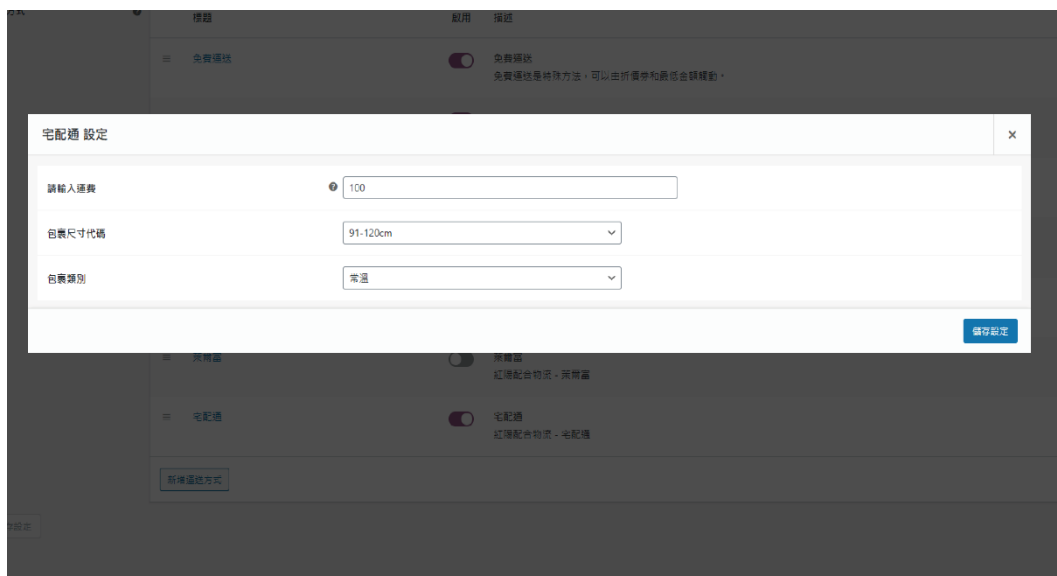 方式
標題 啟用 描述
免費運送 免費運送
免費運送是特殊方法，可以由折價券和最低金額觸動。
宅配通 設定 ×
請輸入運費 100
包裹尺寸代碼 91-120cm
包裹類別 常溫
儲存設定
萊爾富 萊爾富
紅陽配合物流 - 萊爾富
宅配通 宅配通
紅陽配合物流 - 宅配通
新增運送方式
存設定